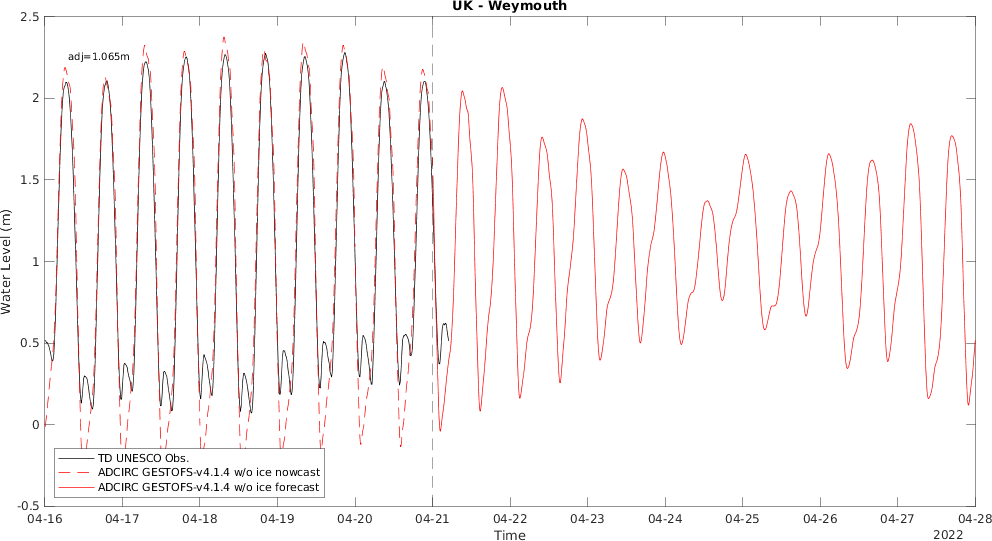 UK - Weymouth
adj=1.065m
Water Level (m)
2.5
2
1.5
1
0.5
0
-0.5
TD UNESCO Obs.
ADCIRC GESTOFS-v4.1.4 w/o ice nowcast
ADCIRC GESTOFS-v4.1.4 w/o ice forecast
04-16 04-17 04-18 04-19 04-20 04-21 04-22 04-23 04-24 04-25 04-26 04-27 04-28
Time
2022